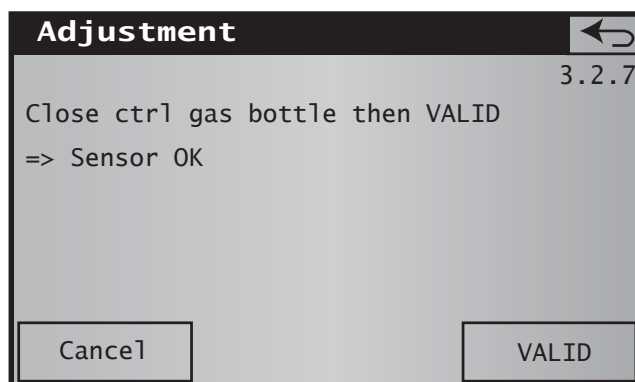 Adjustment
3.2.7
Close ctrl gas bottle then VALID
=> Sensor OK
Cancel VALID